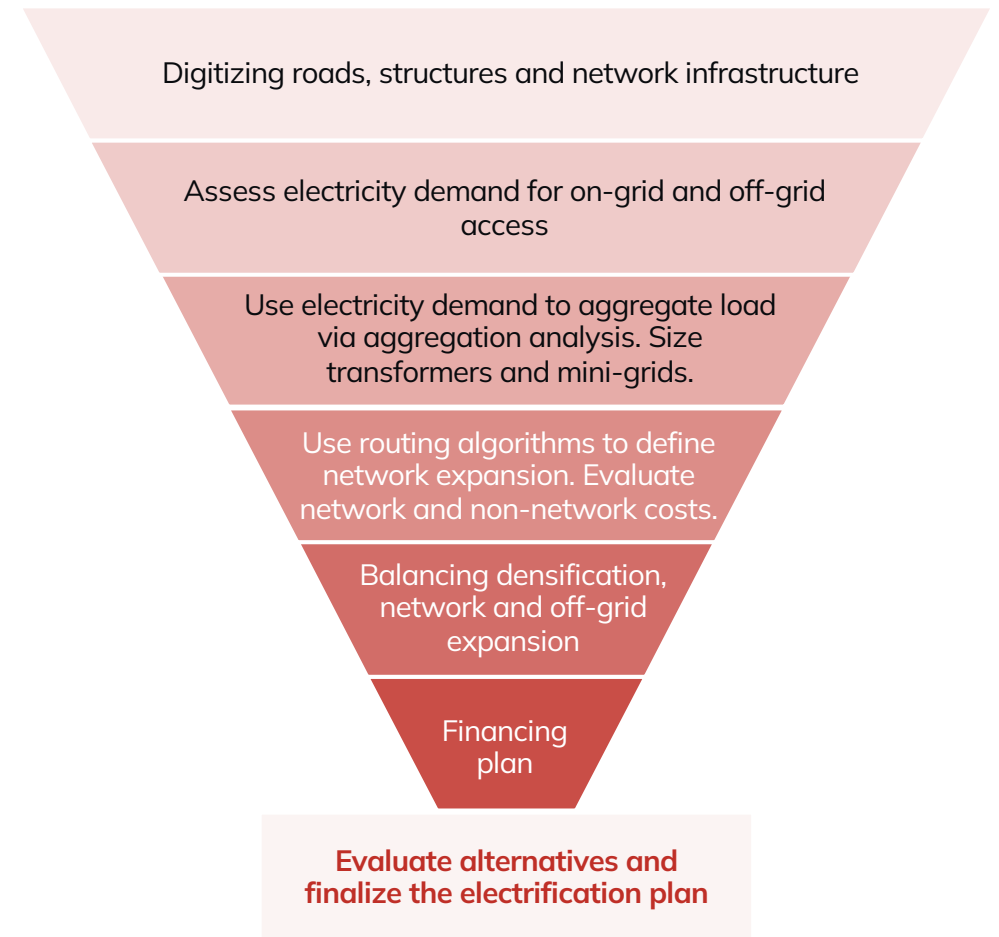 Digitizing roads, structures and network infrastructure
Assess electricity demand for on-grid and off-grid
access
Use electricity demand to aggregate load
via aggregation analysis. Size
transformers and mini-grids.
Use routing algorithms to define
network expansion. Evaluate
network and non-network costs.
Balancing densification,
network and off-grid
expansion
Financing
plan
Evaluate alternatives and
finalize the electrification plan